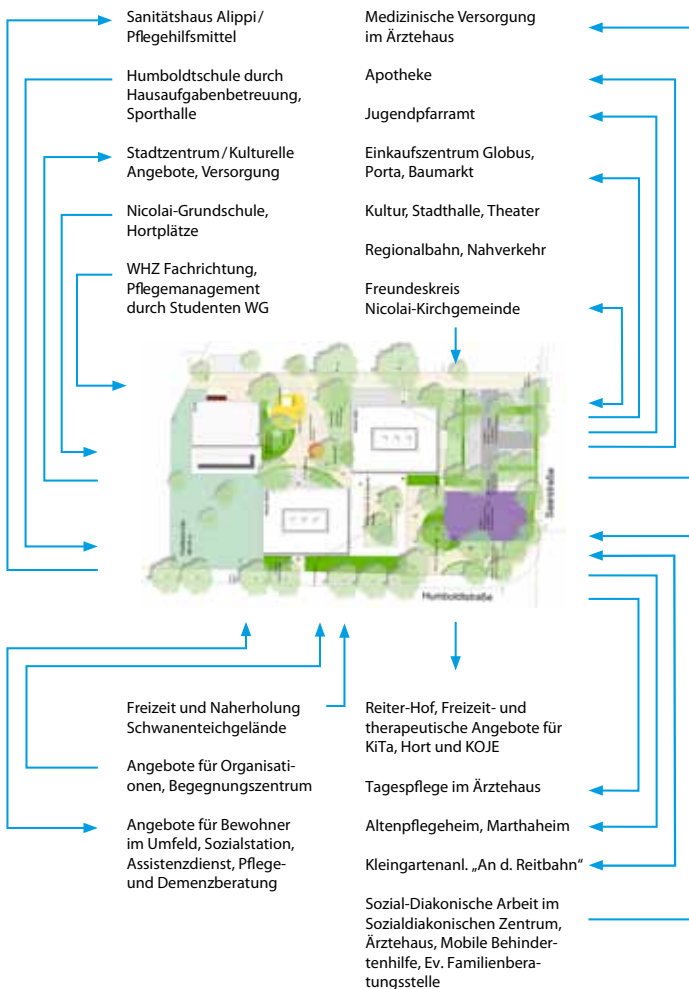 Sanitätshaus Alippi /
Pflegehilfsmittel
Humboldtschule durch
Hausaufgabenbetreuung,
Sporthalle
Stadtzentrum / Kulturelle
Angebote, Versorgung
Nicolai-Grundschule,
Hortplätze
WHZ Fachrichtung,
Pflegemanagement
durch Studenten WG
Medizinische Versorgung
im Ärztehaus
Apotheke
Jugendpfarramt
Einkaufszentrum Globus,
Porta, Baumarkt
Kultur, Stadthalle, Theater
Regionalbahn, Nahverkehr
Freundeskreis
Nicolai-Kirchgemeinde
Saarstraße
Humboldtstraße
Freizeit und Naherholung
Schwanenteichgelände
Angebote für Organisati-
onen, Begegnungszentrum
Angebote für Bewohner
im Umfeld, Sozialstation,
Assistenzdienst, Pflege-
und Demenzberatung
Reiter-Hof, Freizeit- und
therapeutische Angebote für
KiTa, Hort und KOJE
Tagespflege im Ärztehaus
Altenpflegeheim, Marthaheim
Kleingartenanl. „An d. Reitbahn“
Sozial-Diakonische Arbeit im
Sozialdiakonischen Zentrum,
Ärztehaus, Mobile Behinder-
tenhilfe, Ev. Familienbera-
tungsstelle